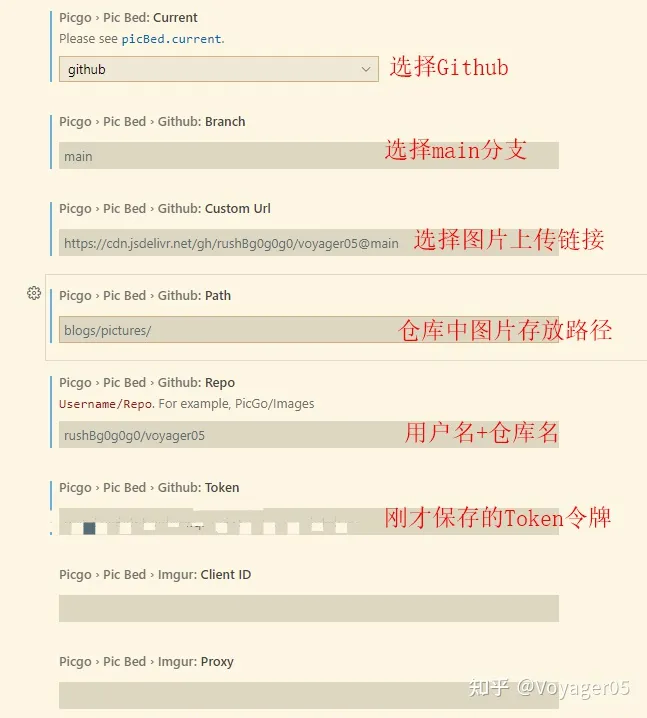 Picgo › Pic Bed: Current
Please see picBed.current.
github 选择Github
Picgo › Pic Bed › Github: Branch
main 选择main分支
Picgo › Pic Bed › Github: Custom Url
https://cdn.jsdelivr.net/gh/rushBg0g0g0/voyager05@main 选择图片上传链接
Picgo › Pic Bed › Github: Path
blogs/pictures/ 仓库中图片存放路径
Picgo › Pic Bed › Github: Repo
Username/Repo. For example, PicGo/Images
rushBg0g0g0/voyager05 用户名+仓库名
Picgo › Pic Bed › Github: Token
刚才保存的Token令牌
Picgo › Pic Bed › Imgur: Client ID
Picgo › Pic Bed › Imgur: Proxy
知乎 @Voyager05